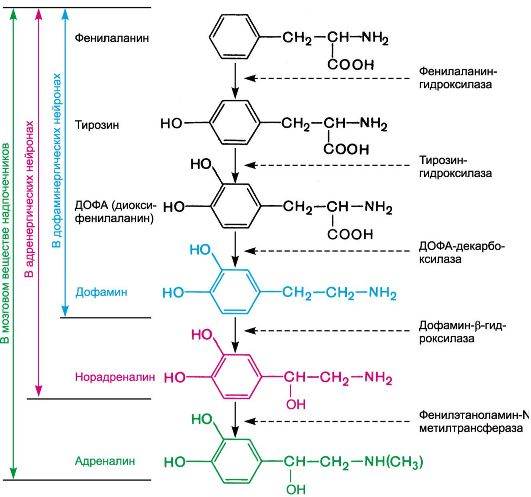 Фенилаланин
CH₂–CH–NH₂
COOH
Фенилаланин-
гидроксилаза
Тирозин
HO
CH₂–CH–NH₂
COOH
Тирозин-
гидроксилаза
ДОФА (диокси-
фенилаланин)
HO
HO
CH₂–CH–NH₂
COOH
ДОФА-декарбо-
ксилаза
Дофамин
HO
HO
CH₂–CH₂–NH₂
Дофамин-β-гид-
роксилаза
Норадреналин
HO
HO
CH–CH₂–NH₂
OH
Фенилэтаноламин-N
метилтрансфераза
Адреналин
HO
HO
CH–CH₂–NH(CH₃)
OH
В мозговом веществе надпочечников
В адренергических нейронах
В дофаминергических нейронах